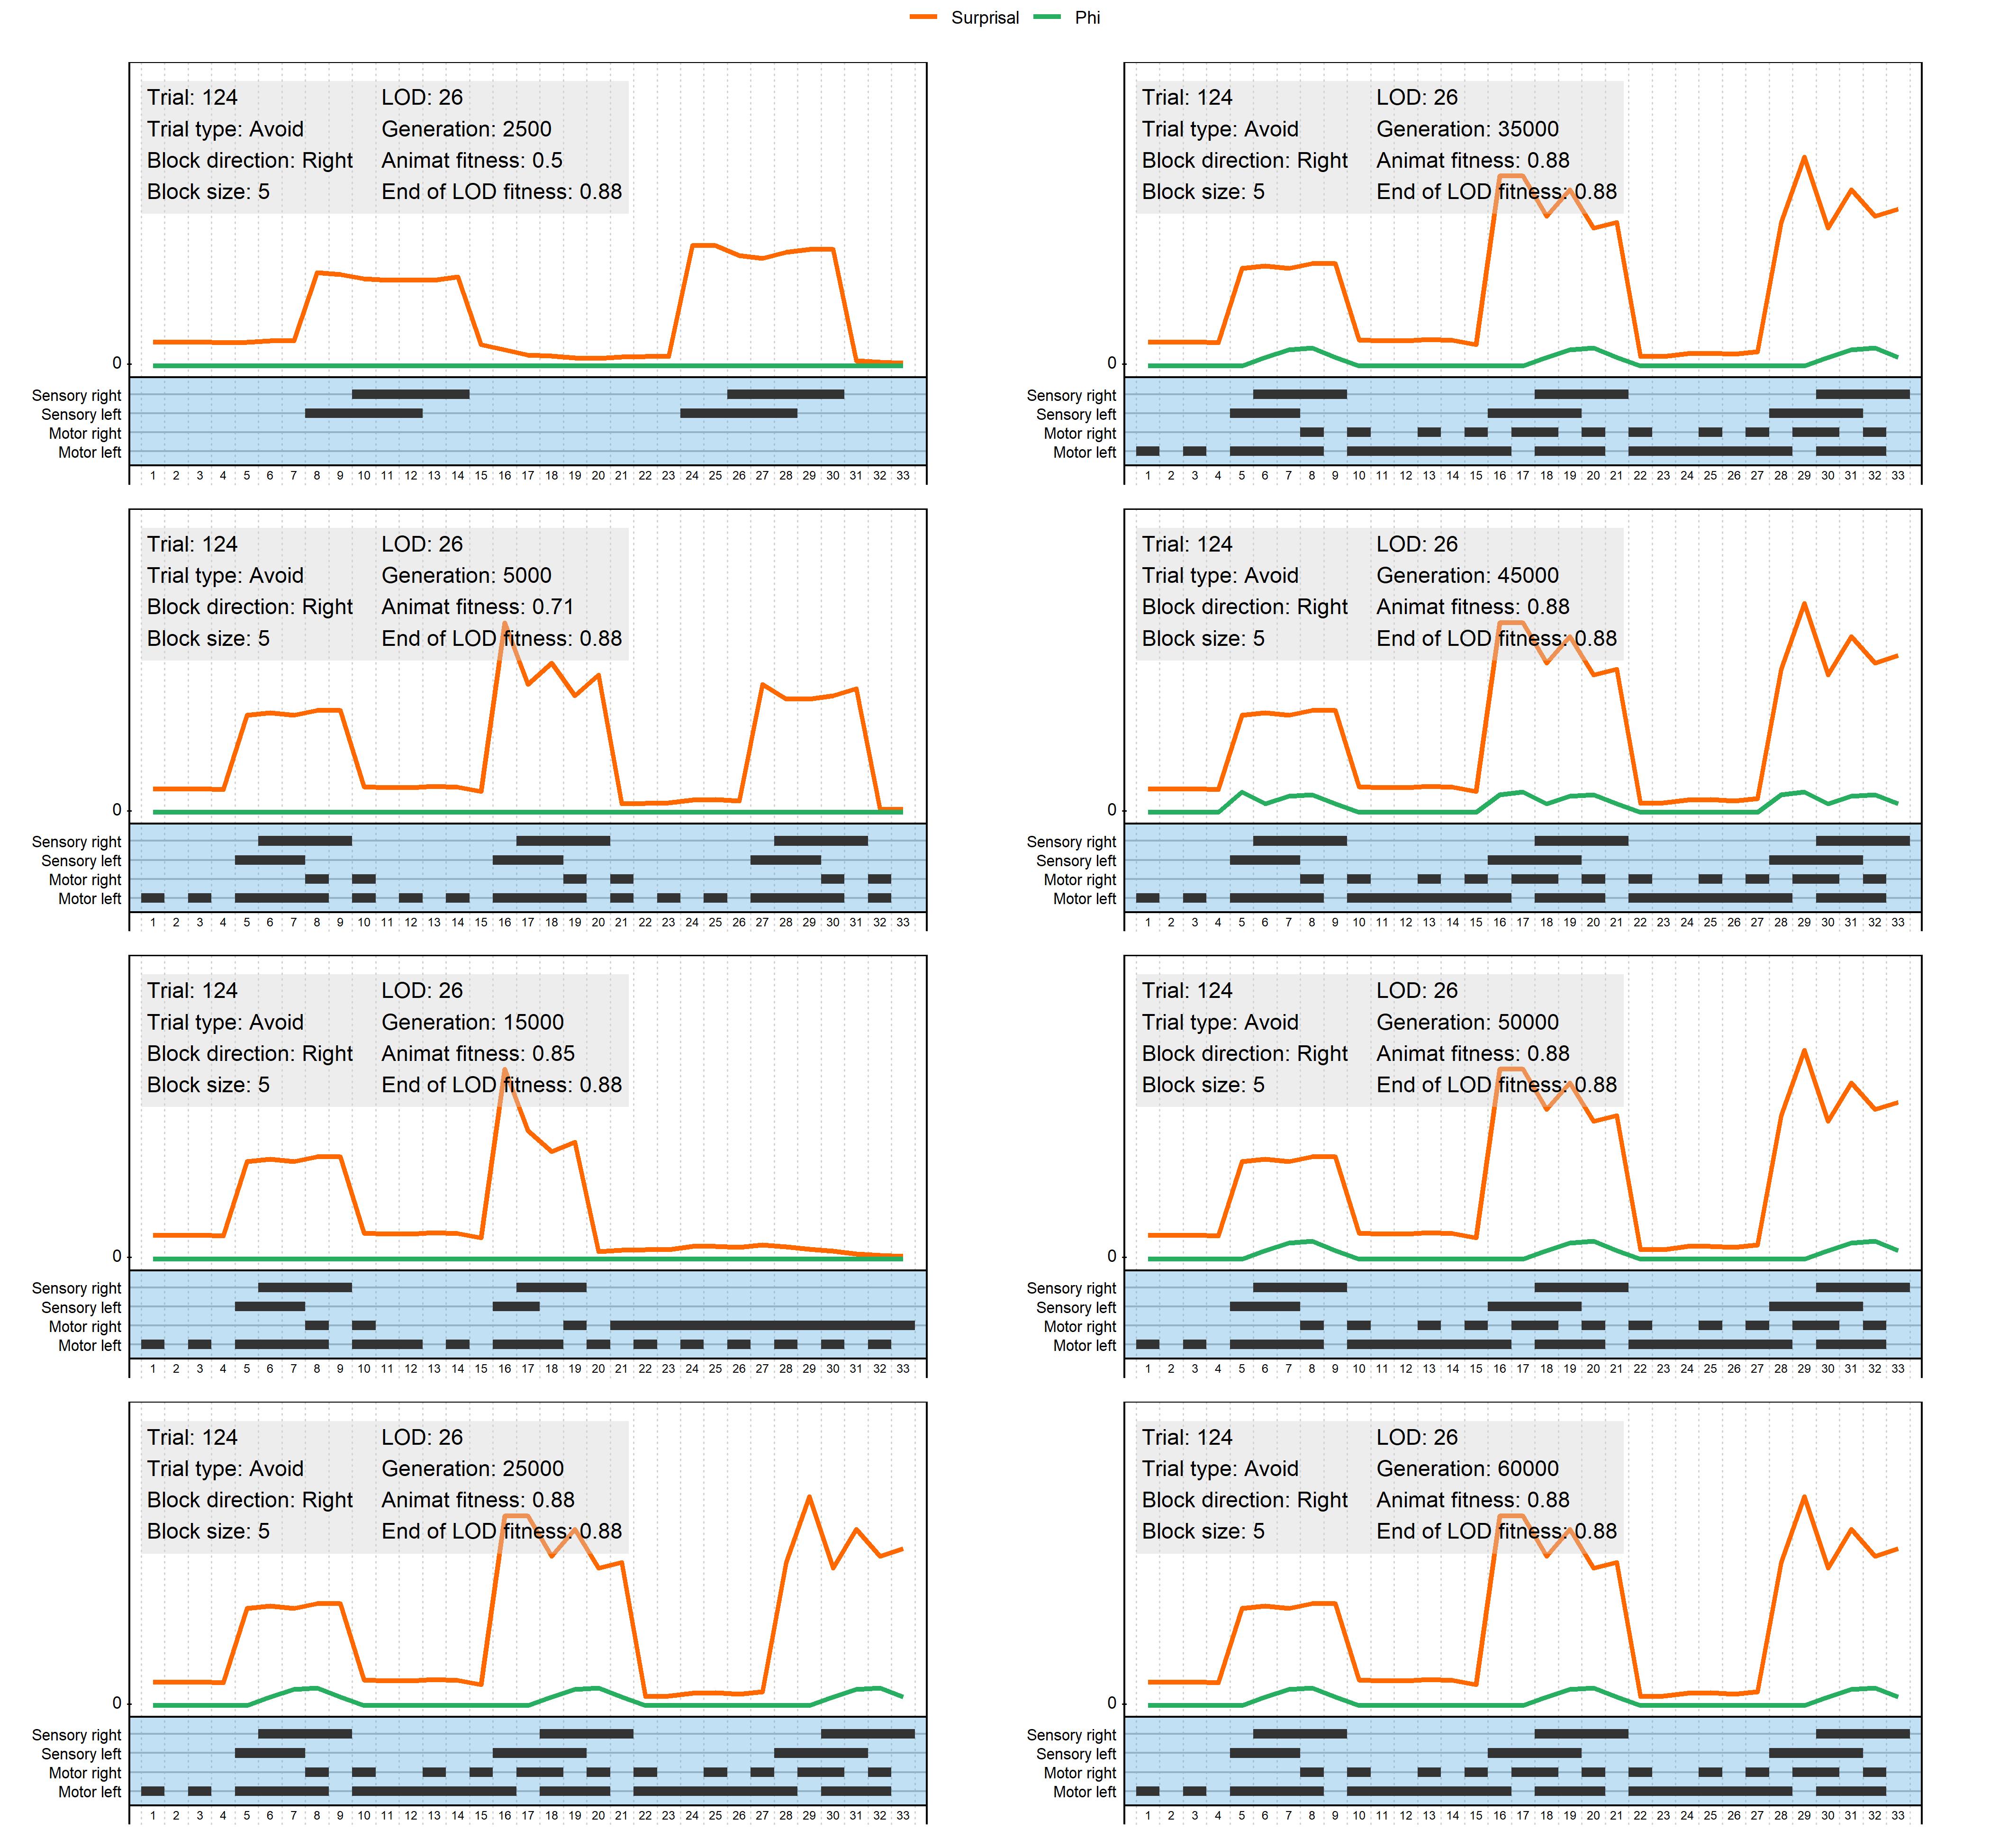 Surprisal Phi
Trial: 124 LOD: 26
Trial type: Avoid Generation: 2500
Block direction: Right Animat fitness: 0.5
Block size: 5 End of LOD fitness: 0.88
0
Sensory right
Sensory left
Motor right
Motor left
1 2 3 4 5 6 7 8 9 10 11 12 13 14 15 16 17 18 19 20 21 22 23 24 25 26 27 28 29 30 31 32 33
Trial: 124 LOD: 26
Trial type: Avoid Generation: 35000
Block direction: Right Animat fitness: 0.88
Block size: 5 End of LOD fitness: 0.88
0
Sensory right
Sensory left
Motor right
Motor left
1 2 3 4 5 6 7 8 9 10 11 12 13 14 15 16 17 18 19 20 21 22 23 24 25 26 27 28 29 30 31 32 33
Trial: 124 LOD: 26
Trial type: Avoid Generation: 5000
Block direction: Right Animat fitness: 0.71
Block size: 5 End of LOD fitness: 0.88
0
Sensory right
Sensory left
Motor right
Motor left
1 2 3 4 5 6 7 8 9 10 11 12 13 14 15 16 17 18 19 20 21 22 23 24 25 26 27 28 29 30 31 32 33
Trial: 124 LOD: 26
Trial type: Avoid Generation: 45000
Block direction: Right Animat fitness: 0.88
Block size: 5 End of LOD fitness: 0.88
0
Sensory right
Sensory left
Motor right
Motor left
1 2 3 4 5 6 7 8 9 10 11 12 13 14 15 16 17 18 19 20 21 22 23 24 25 26 27 28 29 30 31 32 33
Trial: 124 LOD: 26
Trial type: Avoid Generation: 15000
Block direction: Right Animat fitness: 0.85
Block size: 5 End of LOD fitness: 0.88
0
Sensory right
Sensory left
Motor right
Motor left
1 2 3 4 5 6 7 8 9 10 11 12 13 14 15 16 17 18 19 20 21 22 23 24 25 26 27 28 29 30 31 32 33
Trial: 124 LOD: 26
Trial type: Avoid Generation: 50000
Block direction: Right Animat fitness: 0.88
Block size: 5 End of LOD fitness: 0.88
0
Sensory right
Sensory left
Motor right
Motor left
1 2 3 4 5 6 7 8 9 10 11 12 13 14 15 16 17 18 19 20 21 22 23 24 25 26 27 28 29 30 31 32 33
Trial: 124 LOD: 26
Trial type: Avoid Generation: 25000
Block direction: Right Animat fitness: 0.88
Block size: 5 End of LOD fitness: 0.88
0
Sensory right
Sensory left
Motor right
Motor left
1 2 3 4 5 6 7 8 9 10 11 12 13 14 15 16 17 18 19 20 21 22 23 24 25 26 27 28 29 30 31 32 33
Trial: 124 LOD: 26
Trial type: Avoid Generation: 60000
Block direction: Right Animat fitness: 0.88
Block size: 5 End of LOD fitness: 0.88
0
Sensory right
Sensory left
Motor right
Motor left
1 2 3 4 5 6 7 8 9 10 11 12 13 14 15 16 17 18 19 20 21 22 23 24 25 26 27 28 29 30 31 32 33